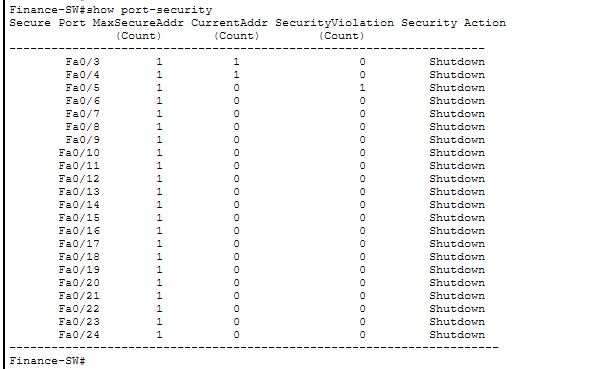 Finance-SW#show port-security
Secure Port MaxSecureAddr CurrentAddr SecurityViolation Security Action
(Count) (Count) (Count)
--------------------------------------------------------------------
Fa0/3 1 1 0 Shutdown
Fa0/4 1 1 0 Shutdown
Fa0/5 1 0 1 Shutdown
Fa0/6 1 0 0 Shutdown
Fa0/7 1 0 0 Shutdown
Fa0/8 1 0 0 Shutdown
Fa0/9 1 0 0 Shutdown
Fa0/10 1 0 0 Shutdown
Fa0/11 1 0 0 Shutdown
Fa0/12 1 0 0 Shutdown
Fa0/13 1 0 0 Shutdown
Fa0/14 1 0 0 Shutdown
Fa0/15 1 0 0 Shutdown
Fa0/16 1 0 0 Shutdown
Fa0/17 1 0 0 Shutdown
Fa0/18 1 0 0 Shutdown
Fa0/19 1 0 0 Shutdown
Fa0/20 1 0 0 Shutdown
Fa0/21 1 0 0 Shutdown
Fa0/22 1 0 0 Shutdown
Fa0/23 1 0 0 Shutdown
Fa0/24 1 0 0 Shutdown
----------------------------------------------------------------------
Finance-SW#